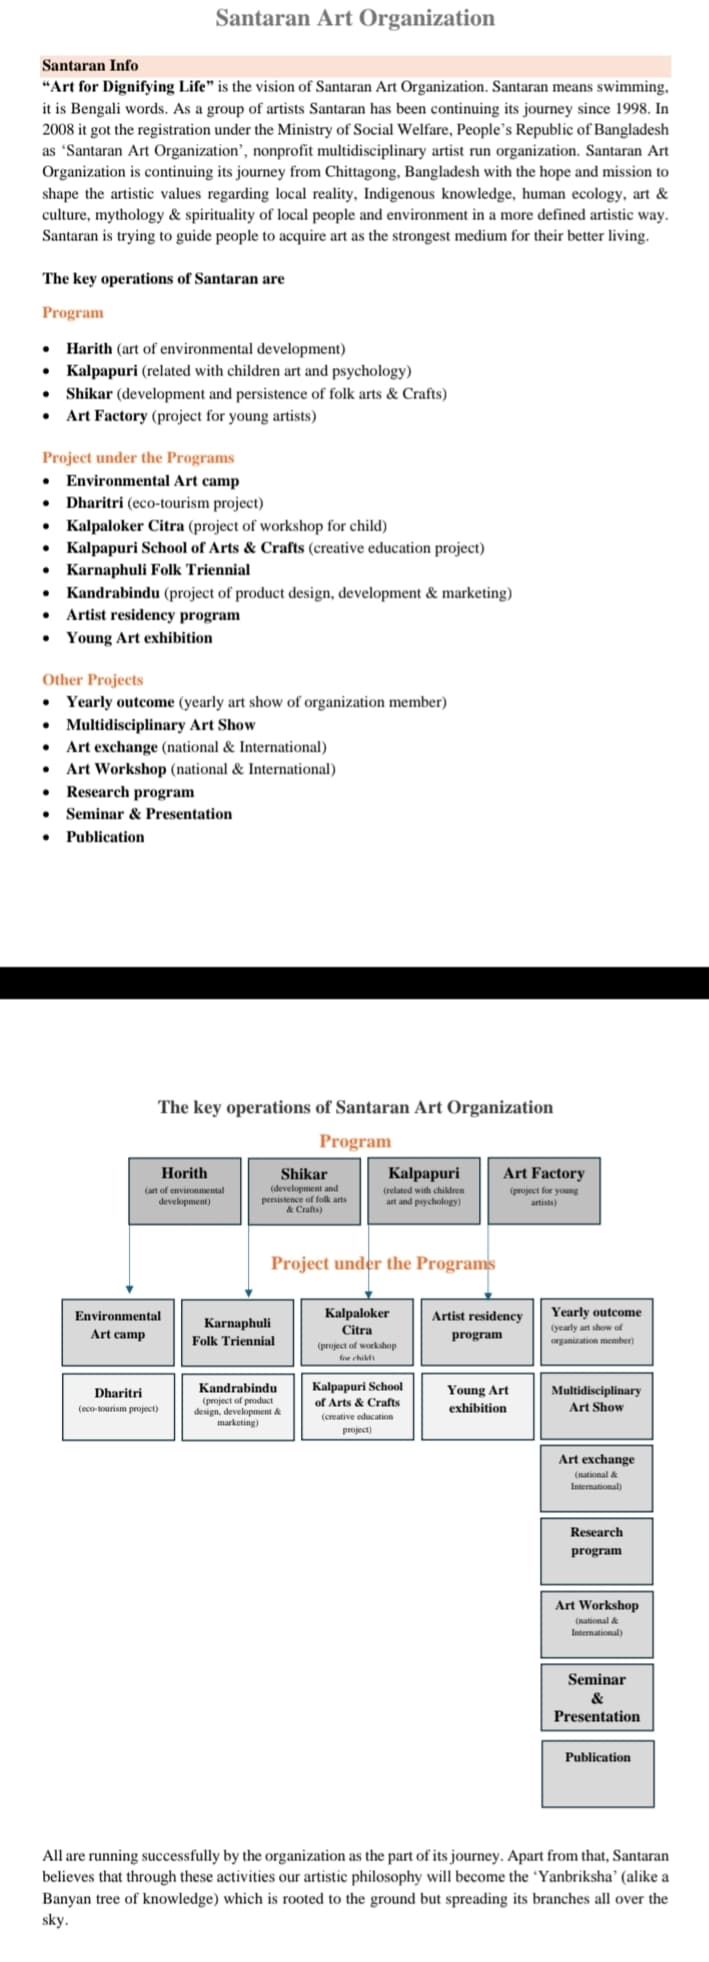 Santaran Art Organization
Santaran Info
“Art for Dignifying Life” is the vision of Santaran Art Organization. Santaran means swimming,
it is Bengali words. As a group of artists Santaran has been continuing its journey since 1998. In
2008 it got the registration under the Ministry of Social Welfare, People’s Republic of Bangladesh
as ‘Santaran Art Organization’, nonprofit multidisciplinary artist run organization. Santaran Art
Organization is continuing its journey from Chittagong, Bangladesh with the hope and mission to
shape the artistic values regarding local reality, Indigenous knowledge, human ecology, art &
culture, mythology & spirituality of local people and environment in a more defined artistic way.
Santaran is trying to guide people to acquire art as the strongest medium for their better living.
The key operations of Santaran are
Program
• Harith (art of environmental development)
• Kalpapuri (related with children art and psychology)
• Shikar (development and persistence of folk arts & Crafts)
• Art Factory (project for young artists)
Project under the Programs
• Environmental Art camp
• Dharitri (eco-tourism project)
• Kalpaloker Citra (project of workshop for child)
• Kalpapuri School of Arts & Crafts (creative education project)
• Karnaphuli Folk Triennial
• Kandrabindu (project of product design, development & marketing)
• Artist residency program
• Young Art exhibition
Other Projects
• Yearly outcome (yearly art show of organization member)
• Multidisciplinary Art Show
• Art exchange (national & International)
• Art Workshop (national & International)
• Research program
• Seminar & Presentation
• Publication
The key operations of Santaran Art Organization
Program
Horith
(art of environmental
development)
Shikar
(development and
persistence of folk arts
& Crafts)
Kalpapuri
(related with children
art and psychology)
Art Factory
(project for young
artists)
Project under the Programs
Environmental
Art camp
Karnaphuli
Folk Triennial
Kalpaloker
Citra
(project of workshop
for child)
Artist residency
program
Yearly outcome
(yearly art show of
organization member)
Dharitri
(eco-tourism project)
Kandrabindu
(project of product
design, development &
marketing)
Kalpapuri School
of Arts & Crafts
(creative education
project)
Young Art
exhibition
Multidisciplinary
Art Show
Art exchange
(national &
International)
Research
program
Art Workshop
(national &
International)
Seminar
&
Presentation
Publication
All are running successfully by the organization as the part of its journey. Apart from that, Santaran
believes that through these activities our artistic philosophy will become the ‘Yanbriksha’ (alike a
Banyan tree of knowledge) which is rooted to the ground but spreading its branches all over the
sky.